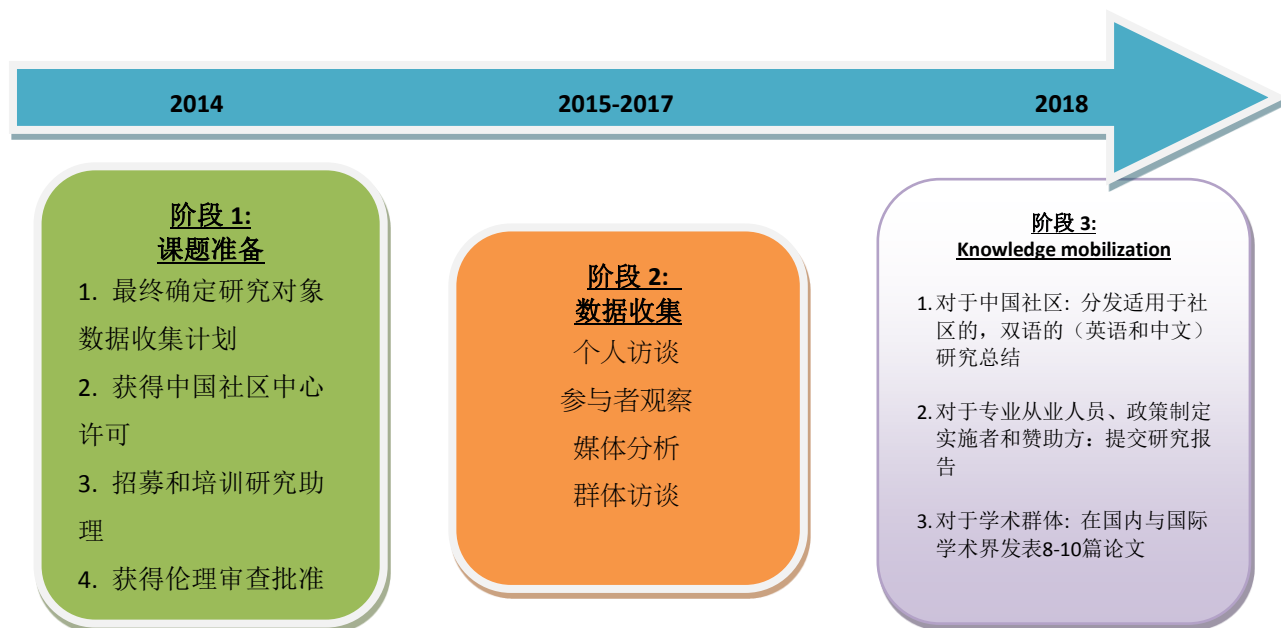 2014
2015-2017
2018
阶段 1:
课题准备
1. 最终确定研究对象
数据收集计划
2. 获得中国社区中心
许可
3. 招募和培训研究助
理
4. 获得伦理审查批准
阶段 2:
数据收集
个人访谈
参与者观察
媒体分析
群体访谈
阶段 3:
Knowledge mobilization
1. 对于中国社区: 分发适用于社
区的，双语的（英语和中文）
研究总结
2. 对于专业从业人员、政策制定
实施者和赞助方：提交研究报
告
3. 对于学术群体: 在国内与国际
学术界发表8-10篇论文